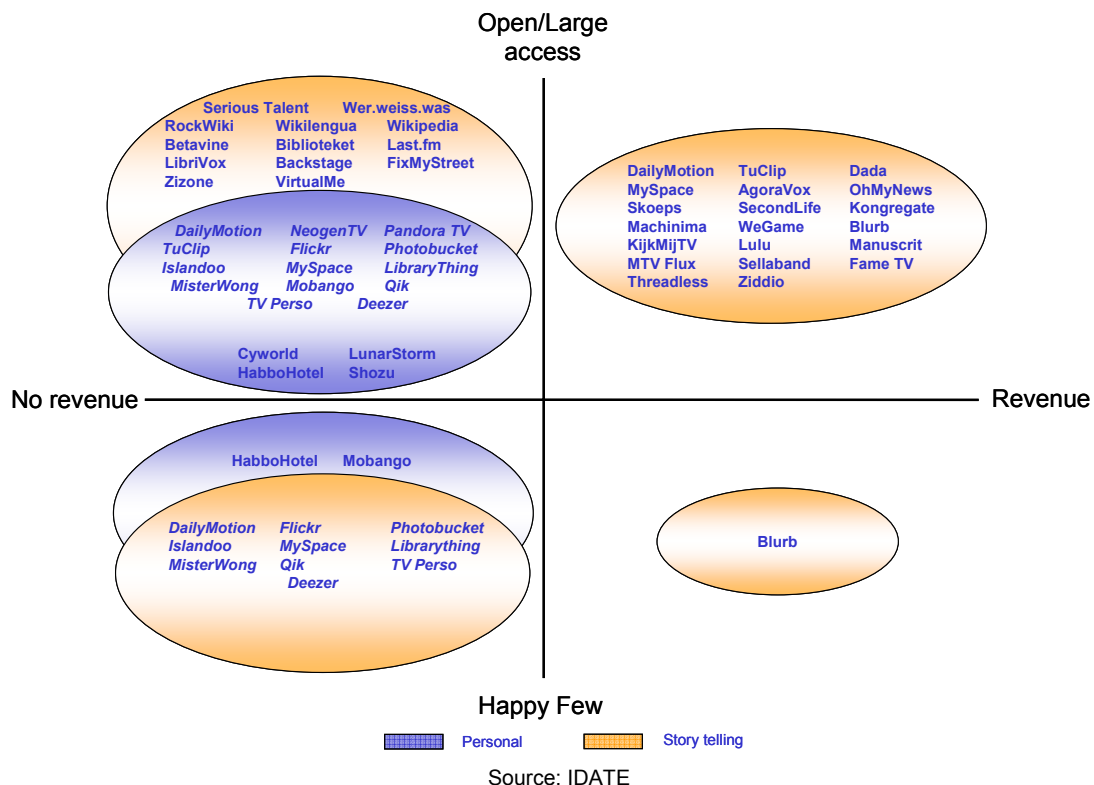 Open/Large
access
Serious Talent Wer.weiss.was
RockWiki Wikilengua Wikipedia
Betavine Biblioteket Last.fm
LibriVox Backstage FixMyStreet
Zizone VirtualMe
DailyMotion TuClip Dada
MySpace AgoraVox OhMyNews
Skoeps SecondLife Kongregate
Machinima WeGame Blurb
KijkMijTV Lulu Manuscrit
MTV Flux Sellaband Fame TV
Threadless Ziddio
DailyMotion NeogenTV Pandora TV
TuClip Flickr Photobucket
Islandoo MySpace LibraryThing
MisterWong Mobango Qik
TV Perso Deezer
Cyworld LunarStorm
HabboHotel Shozu
No revenue
Revenue
HabboHotel Mobango
DailyMotion Flickr Photobucket
Islandoo MySpace Librarything
MisterWong Qik TV Perso
Deezer
Blurb
Happy Few
Personal Story telling
Source: IDATE